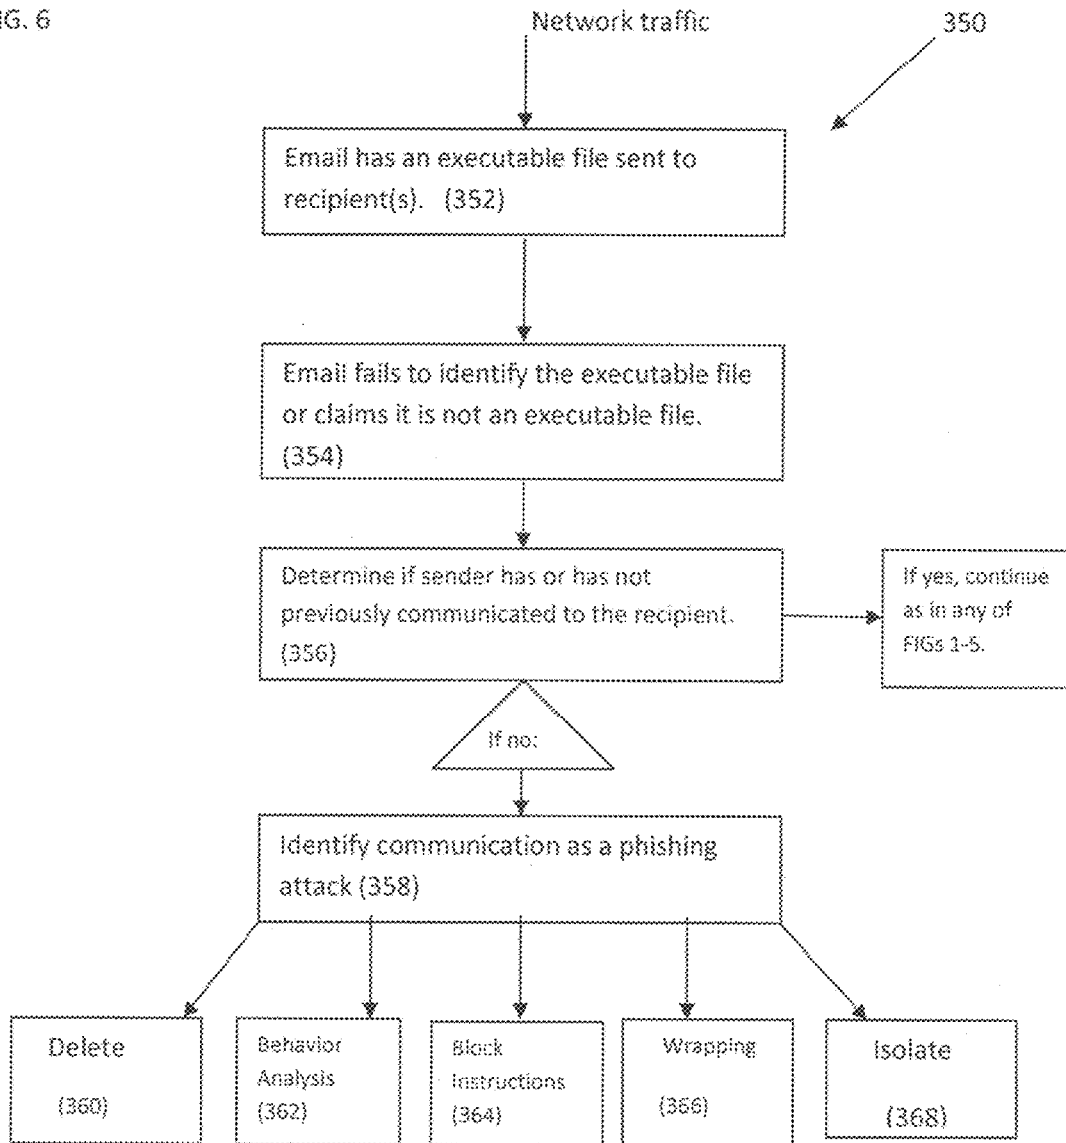 IG. 6
Network traffic
350
Email has an executable file sent to
recipient(s). (352)
Email fails to identify the executable file
or claims it is not an executable file.
(354)
Determine if sender has or has not
previously communicated to the recipient.
(356)
If yes, continue
as in any of
FIGs 1-5.
If no:
Identify communication as a phishing
attack (358)
Delete
(360)
Behavior
Analysis
(362)
Block
Instructions
(364)
Wrapping
(366)
Isolate
(368)